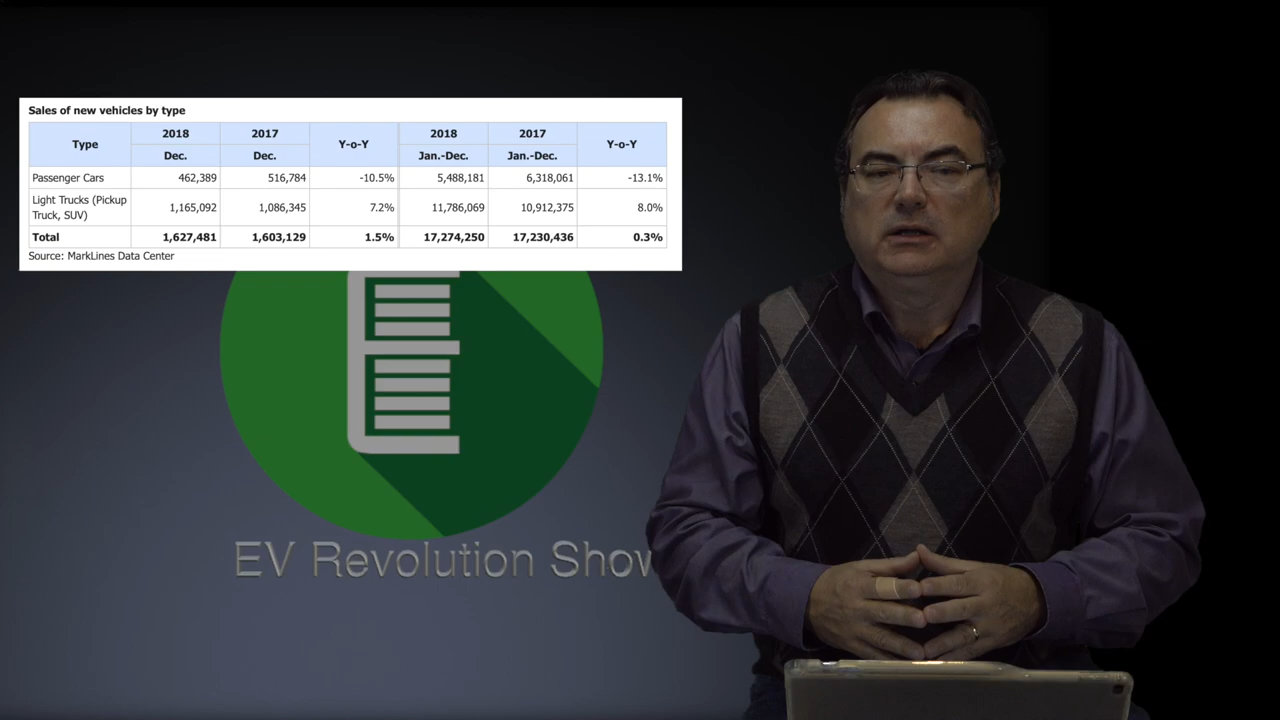 Sales of new vehicles by type
Type 2018 2017 Y-o-Y 2018 2017 Y-o-Y
Dec. Dec. Jan.-Dec. Jan.-Dec.
Passenger Cars 462,389 516,784 -10.5% 5,488,181 6,318,061 -13.1%
Light Trucks (Pickup
Truck, SUV) 1,165,092 1,086,345 7.2% 11,786,069 10,912,375 8.0%
Total 1,627,481 1,603,129 1.5% 17,274,250 17,230,436 0.3%
Source: MarkLines Data Center
EV Revolution Show